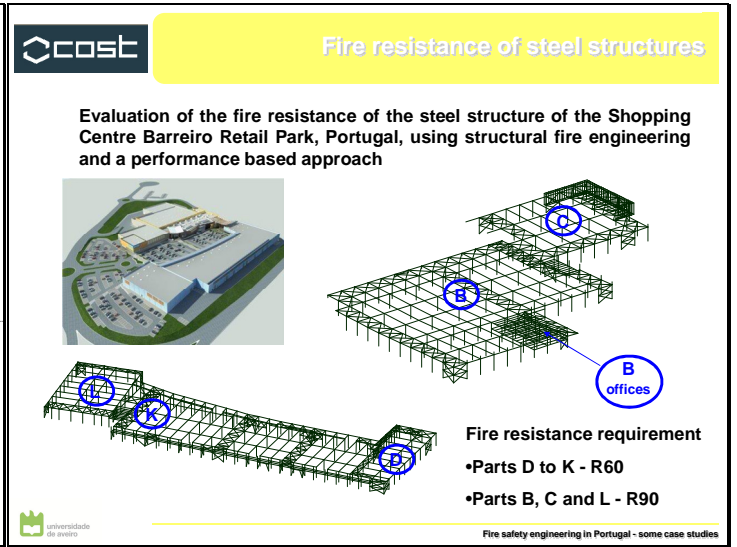 cost
Fire resistance of steel structures
Evaluation of the fire resistance of the steel structure of the Shopping
Centre Barreiro Retail Park, Portugal, using structural fire engineering
and a performance based approach
C
B
B
offices
L
K
D
Fire resistance requirement
•Parts D to K - R60
•Parts B, C and L - R90
universidade
de aveiro
Fire safety engineering in Portugal - some case studies